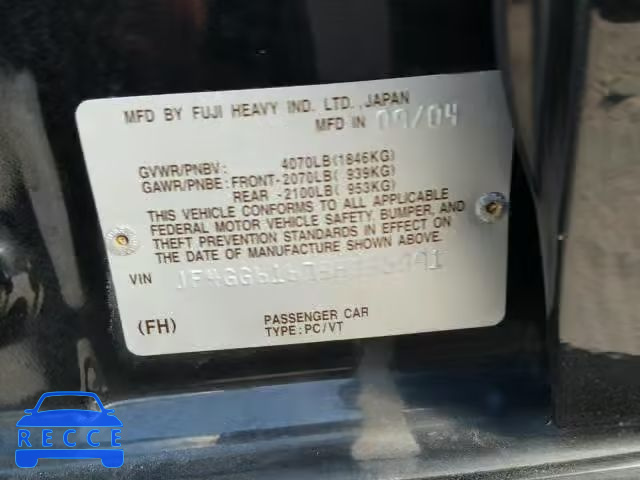 MFD BY FUJI HEAVY IND. LTD.,JAPAN
MFD IN 09/04
GVWR/PNBV: 4070LB(1846KG)
GAWR/PNBE:FRONT-2070LB( 939KG)
REAR -2100LB( 953KG)
THIS VEHICLE CONFORMS TO ALL APPLICABLE
FEDERAL MOTOR VEHICLE SAFETY, BUMPER, AND
THEFT PREVENTION STANDARDS IN EFFECT ON
THE DATE OF MANUFACTURE SHOWN ABOVE.
VIN
(FH)
PASSENGER CAR
TYPE:PC/VT
RECCE